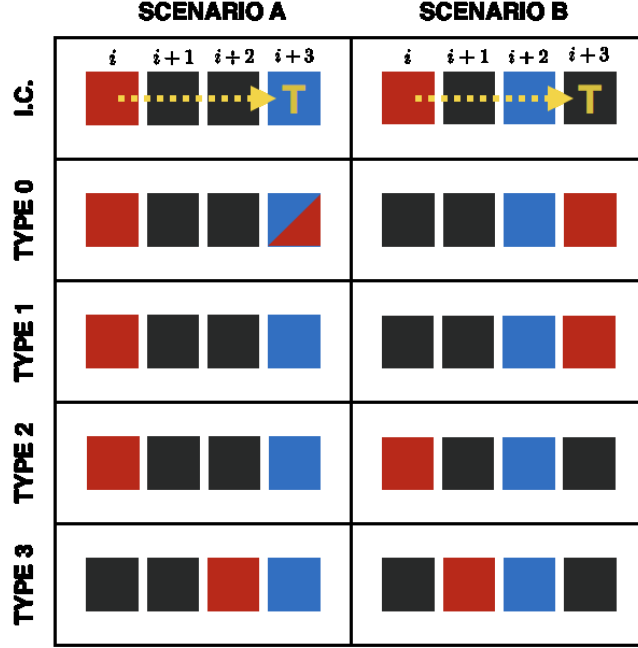 SCENARIO A SCENARIO B
I.C. i i + 1 i + 2 i + 3 i i + 1 i + 2 i + 3
T T
TYPE 0
TYPE 1
TYPE 2
TYPE 3